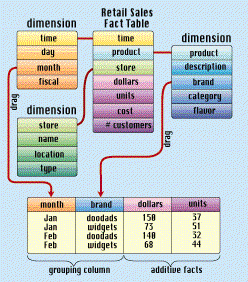 Retail Sales
Fact Table
dimension
dimension
time
day
month
fiscal
time
product
store
dollars
units
cost
# customers
product
description
brand
category
flavor
dimension
store
name
location
type
drag
drag
month brand dollars units
Jan doodads 150 37
Jan widgets 73 51
Feb doodads 140 32
Feb widgets 68 44
grouping column additive facts